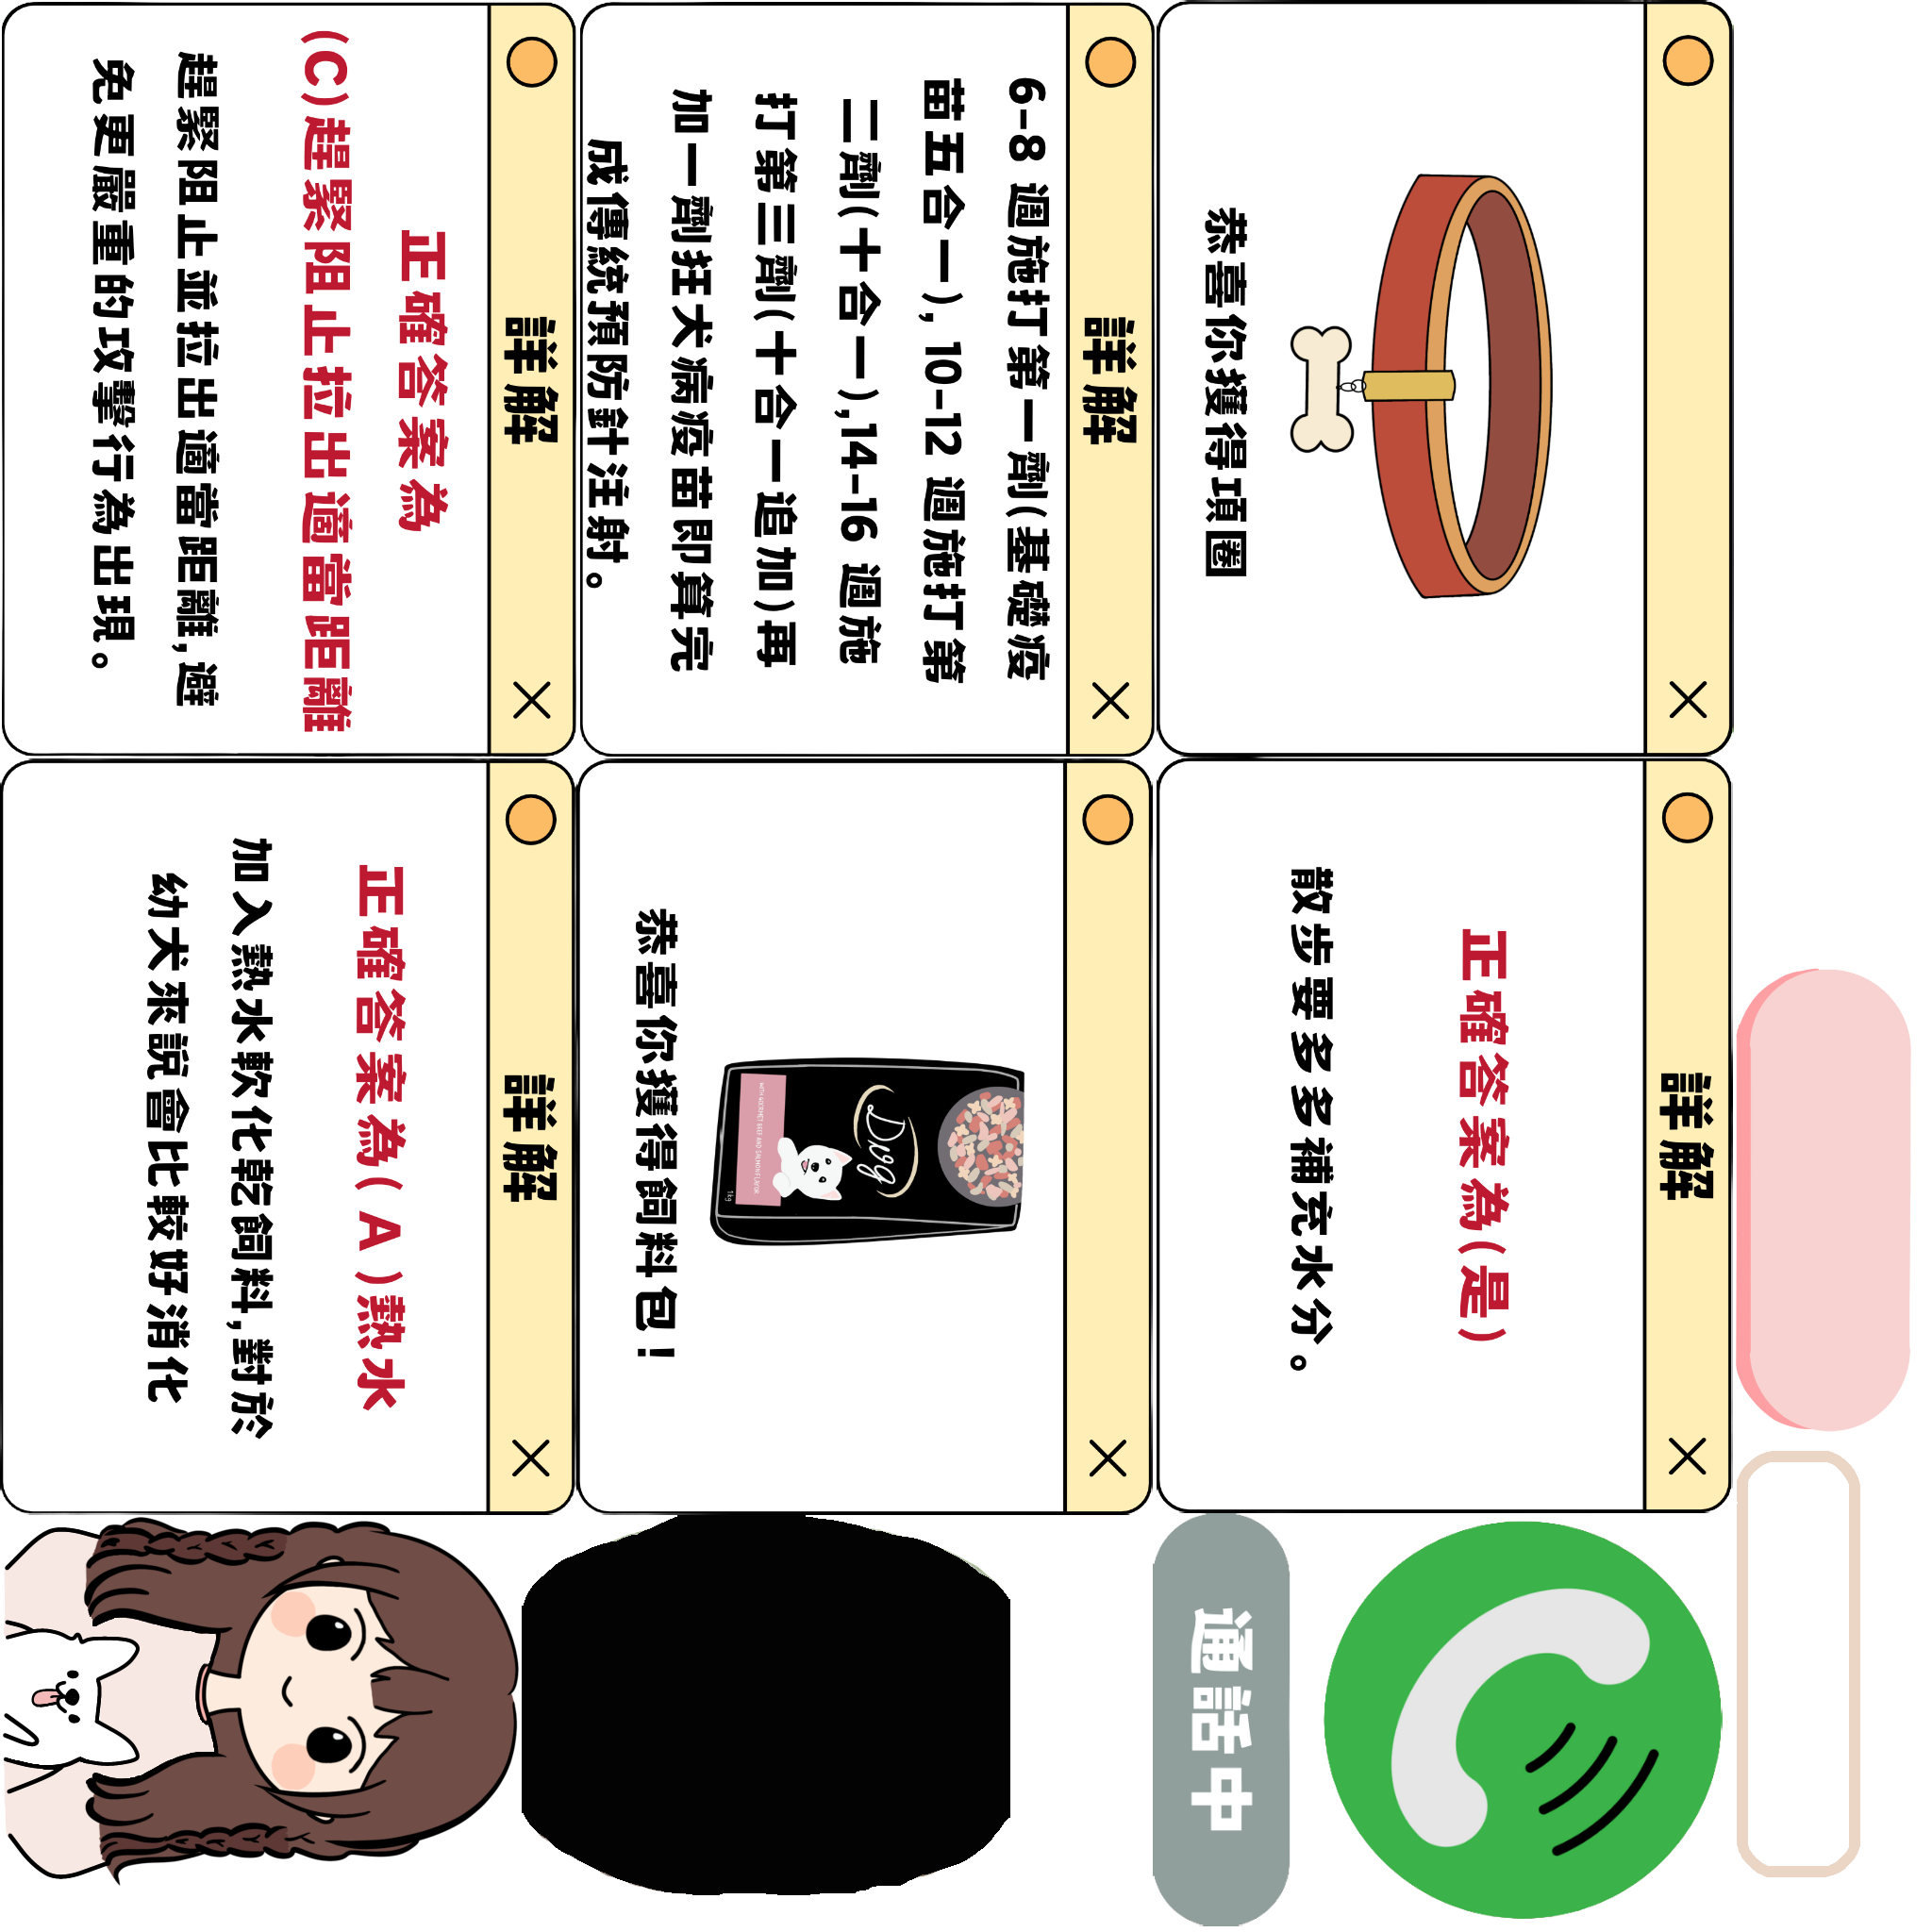 詳解
正確答案為
(C)趕緊阻止拉出適當距離
趕緊阻止並拉出適當距離,避
免更嚴重的攻擊行為出現。
詳解
6-8 週施打第一劑(基礎疫
苗五合一), 10-12 週施打第
二劑(十合一),14-16 週施
打第三劑(十合一追加)再
加一劑狂犬病疫苗即算完
成傳統預防針注射。
恭喜你獲得項圈
詳解
正確答案為( A )熱水
加入熱水軟化乾飼料,對於
幼犬來說會比較好消化
Dog
WITH GOURMET BEEF AND SALMON FLAVOR
1kg
恭喜你獲得飼料包!
詳解
正確答案為(是)
散步要多多補充水分。
通話中